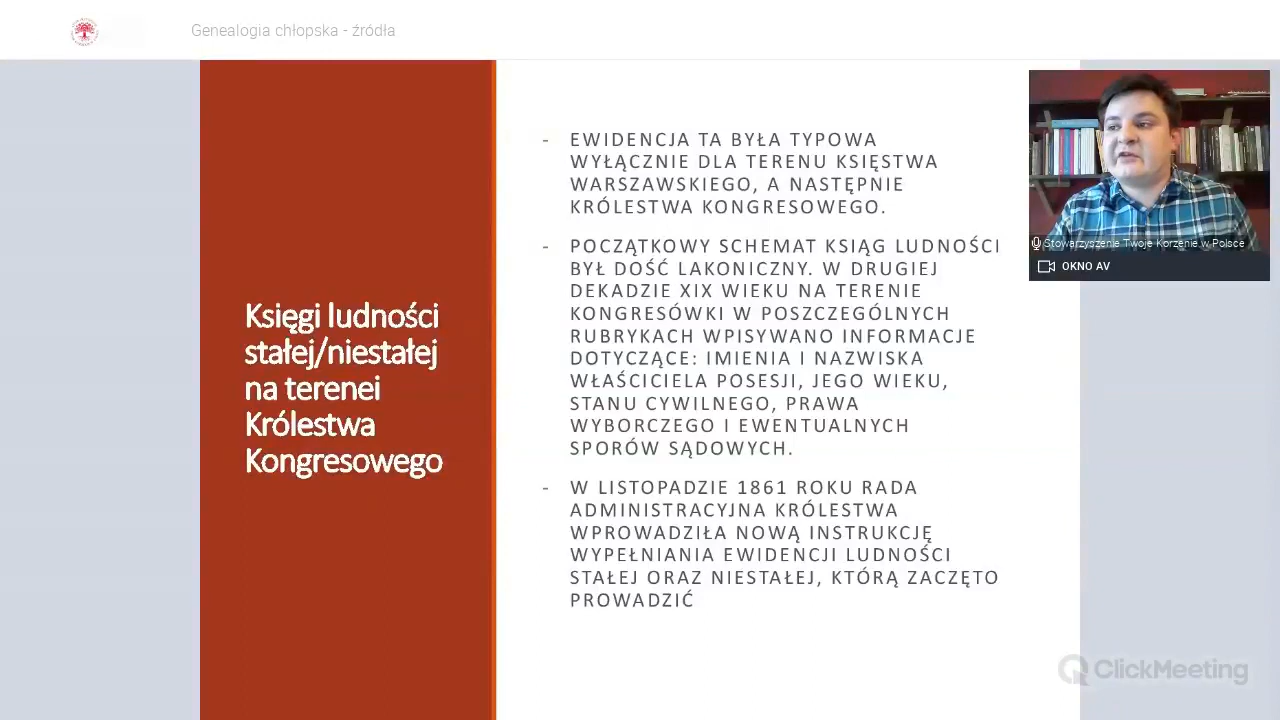 Genealogia chłopska - źródła
Księgi ludności
stałej/niestałej
na terenei
Królestwa
Kongresowego
- EWIDENCJA TA BYŁA TYPOWA
WYŁĄCZNIE DLA TERENU KSIĘSTWA
WARSZAWSKIEGO, A NASTĘPNIE
KRÓLESTWA KONGRESOWEGO.
- POCZĄTKOWY SCHEMAT KSIĄG LUDNOŚCI
BYŁ DOŚĆ LAKONICZNY. W DRUGIEJ
DEKADZIE XIX WIEKU NA TERENIE
KONGRESÓWKI W POSZCZEGÓLNYCH
RUBRYKACH WPISYWANO INFORMACJE
DOTYCZĄCE: IMIENIA I NAZWISKA
WŁAŚCICIELA POSESJI, JEGO WIEKU,
STANU CYWILNEGO, PRAWA
WYBORCZEGO I EWENTUALNYCH
SPORÓW SĄDOWYCH.
- W LISTOPADZIE 1861 ROKU RADA
ADMINISTRACYJNA KRÓLESTWA
WPROWADZIŁA NOWĄ INSTRUKCJĘ
WYPEŁNIANIA EWIDENCJI LUDNOŚCI
STAŁEJ ORAZ NIESTAŁEJ, KTÓRĄ ZACZĘTO
PROWADZIĆ
Stowarzyszenie Twoje Korzenie w Polsce
OKNO AV
ClickMeeting